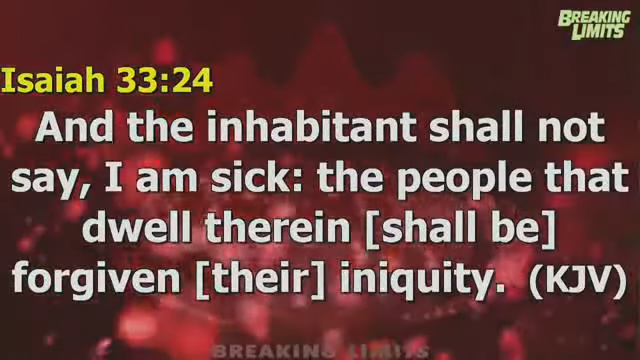 BREAKING
LIMITS
Isaiah 33:24
And the inhabitant shall not
say, I am sick: the people that
dwell therein [shall be]
forgiven [their] iniquity. (KJV)
BREAKING LIMITS